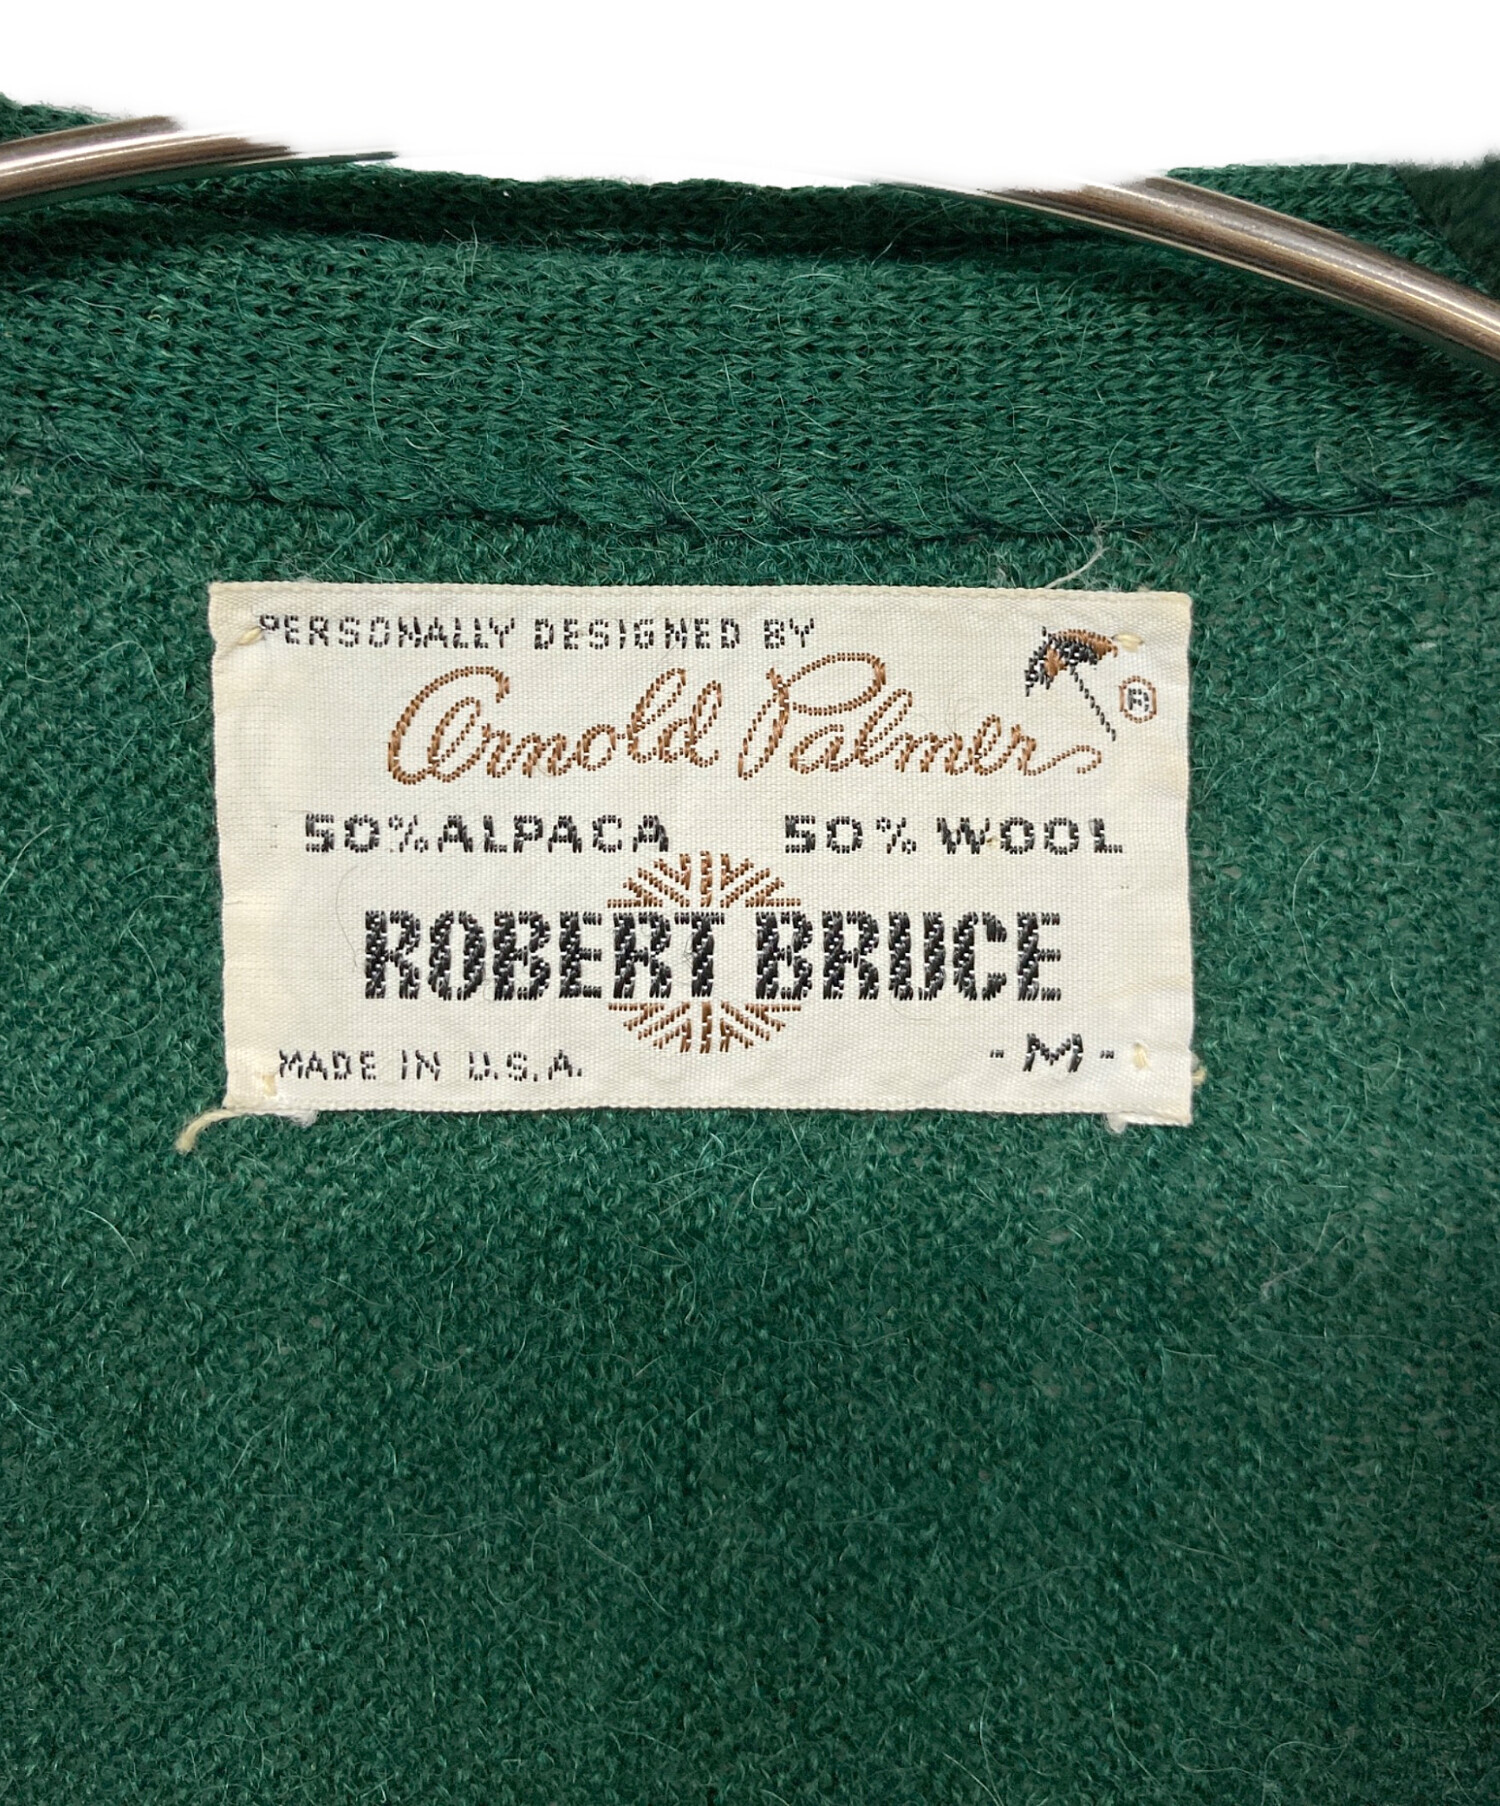 PERSONALLY DESIGNED BY
Arnold Palmer
®
50% ALPACA 50% WOOL
ROBERT BRUCE
MADE IN U.S.A. - M -